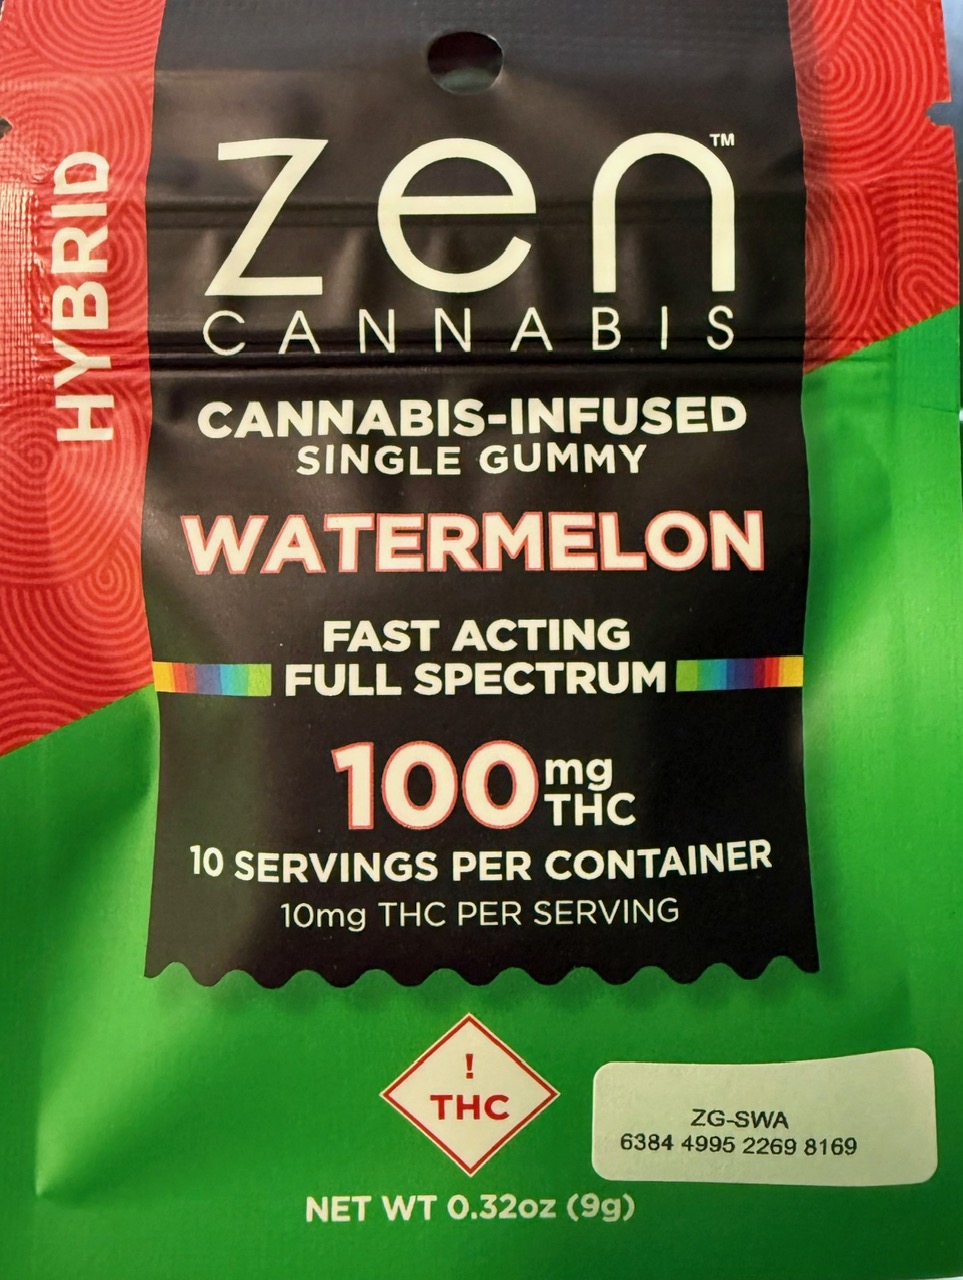 HYBRID
zen™
CANNABIS
CANNABIS-INFUSED
SINGLE GUMMY
WATERMELON
FAST ACTING
FULL SPECTRUM
100mg
THC
10 SERVINGS PER CONTAINER
10mg THC PER SERVING
!
THC
ZG-SWA
6384 4995 2269 8169
NET WT 0.32oz (9g)